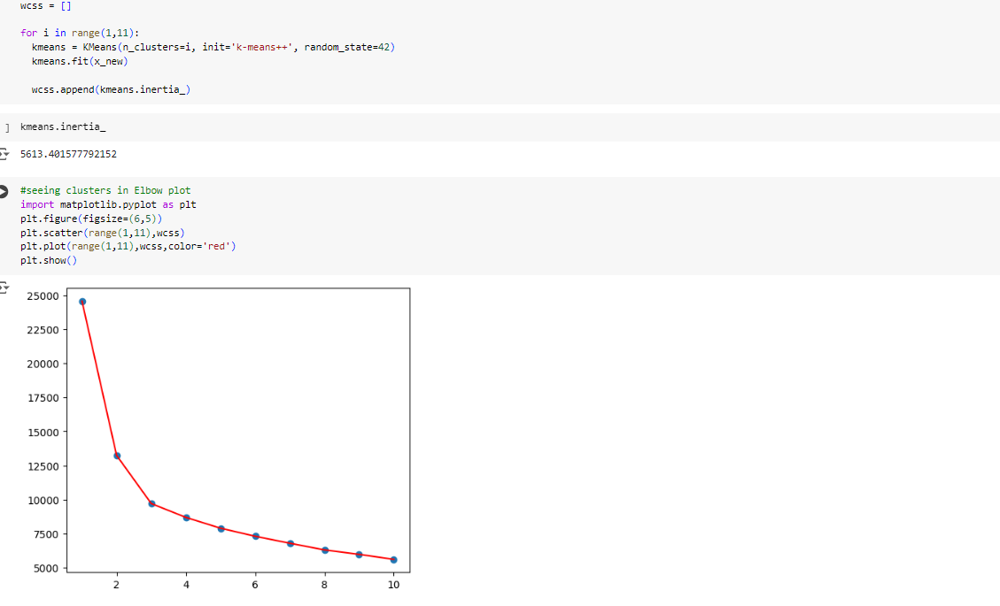 wcss = []
for i in range(1,11):
kmeans = KMeans(n_clusters=i, init='k-means++', random_state=42)
kmeans.fit(x_new)
wcss.append(kmeans.inertia_)
] kmeans.inertia_
5613.401577792152
#seeing clusters in Elbow plot
import matplotlib.pyplot as plt
plt.figure(figsize=(6,5))
plt.scatter(range(1,11),wcss)
plt.plot(range(1,11),wcss,color='red')
plt.show()
25000
22500
20000
17500
15000
12500
10000
7500
5000
2 4 6 8 10